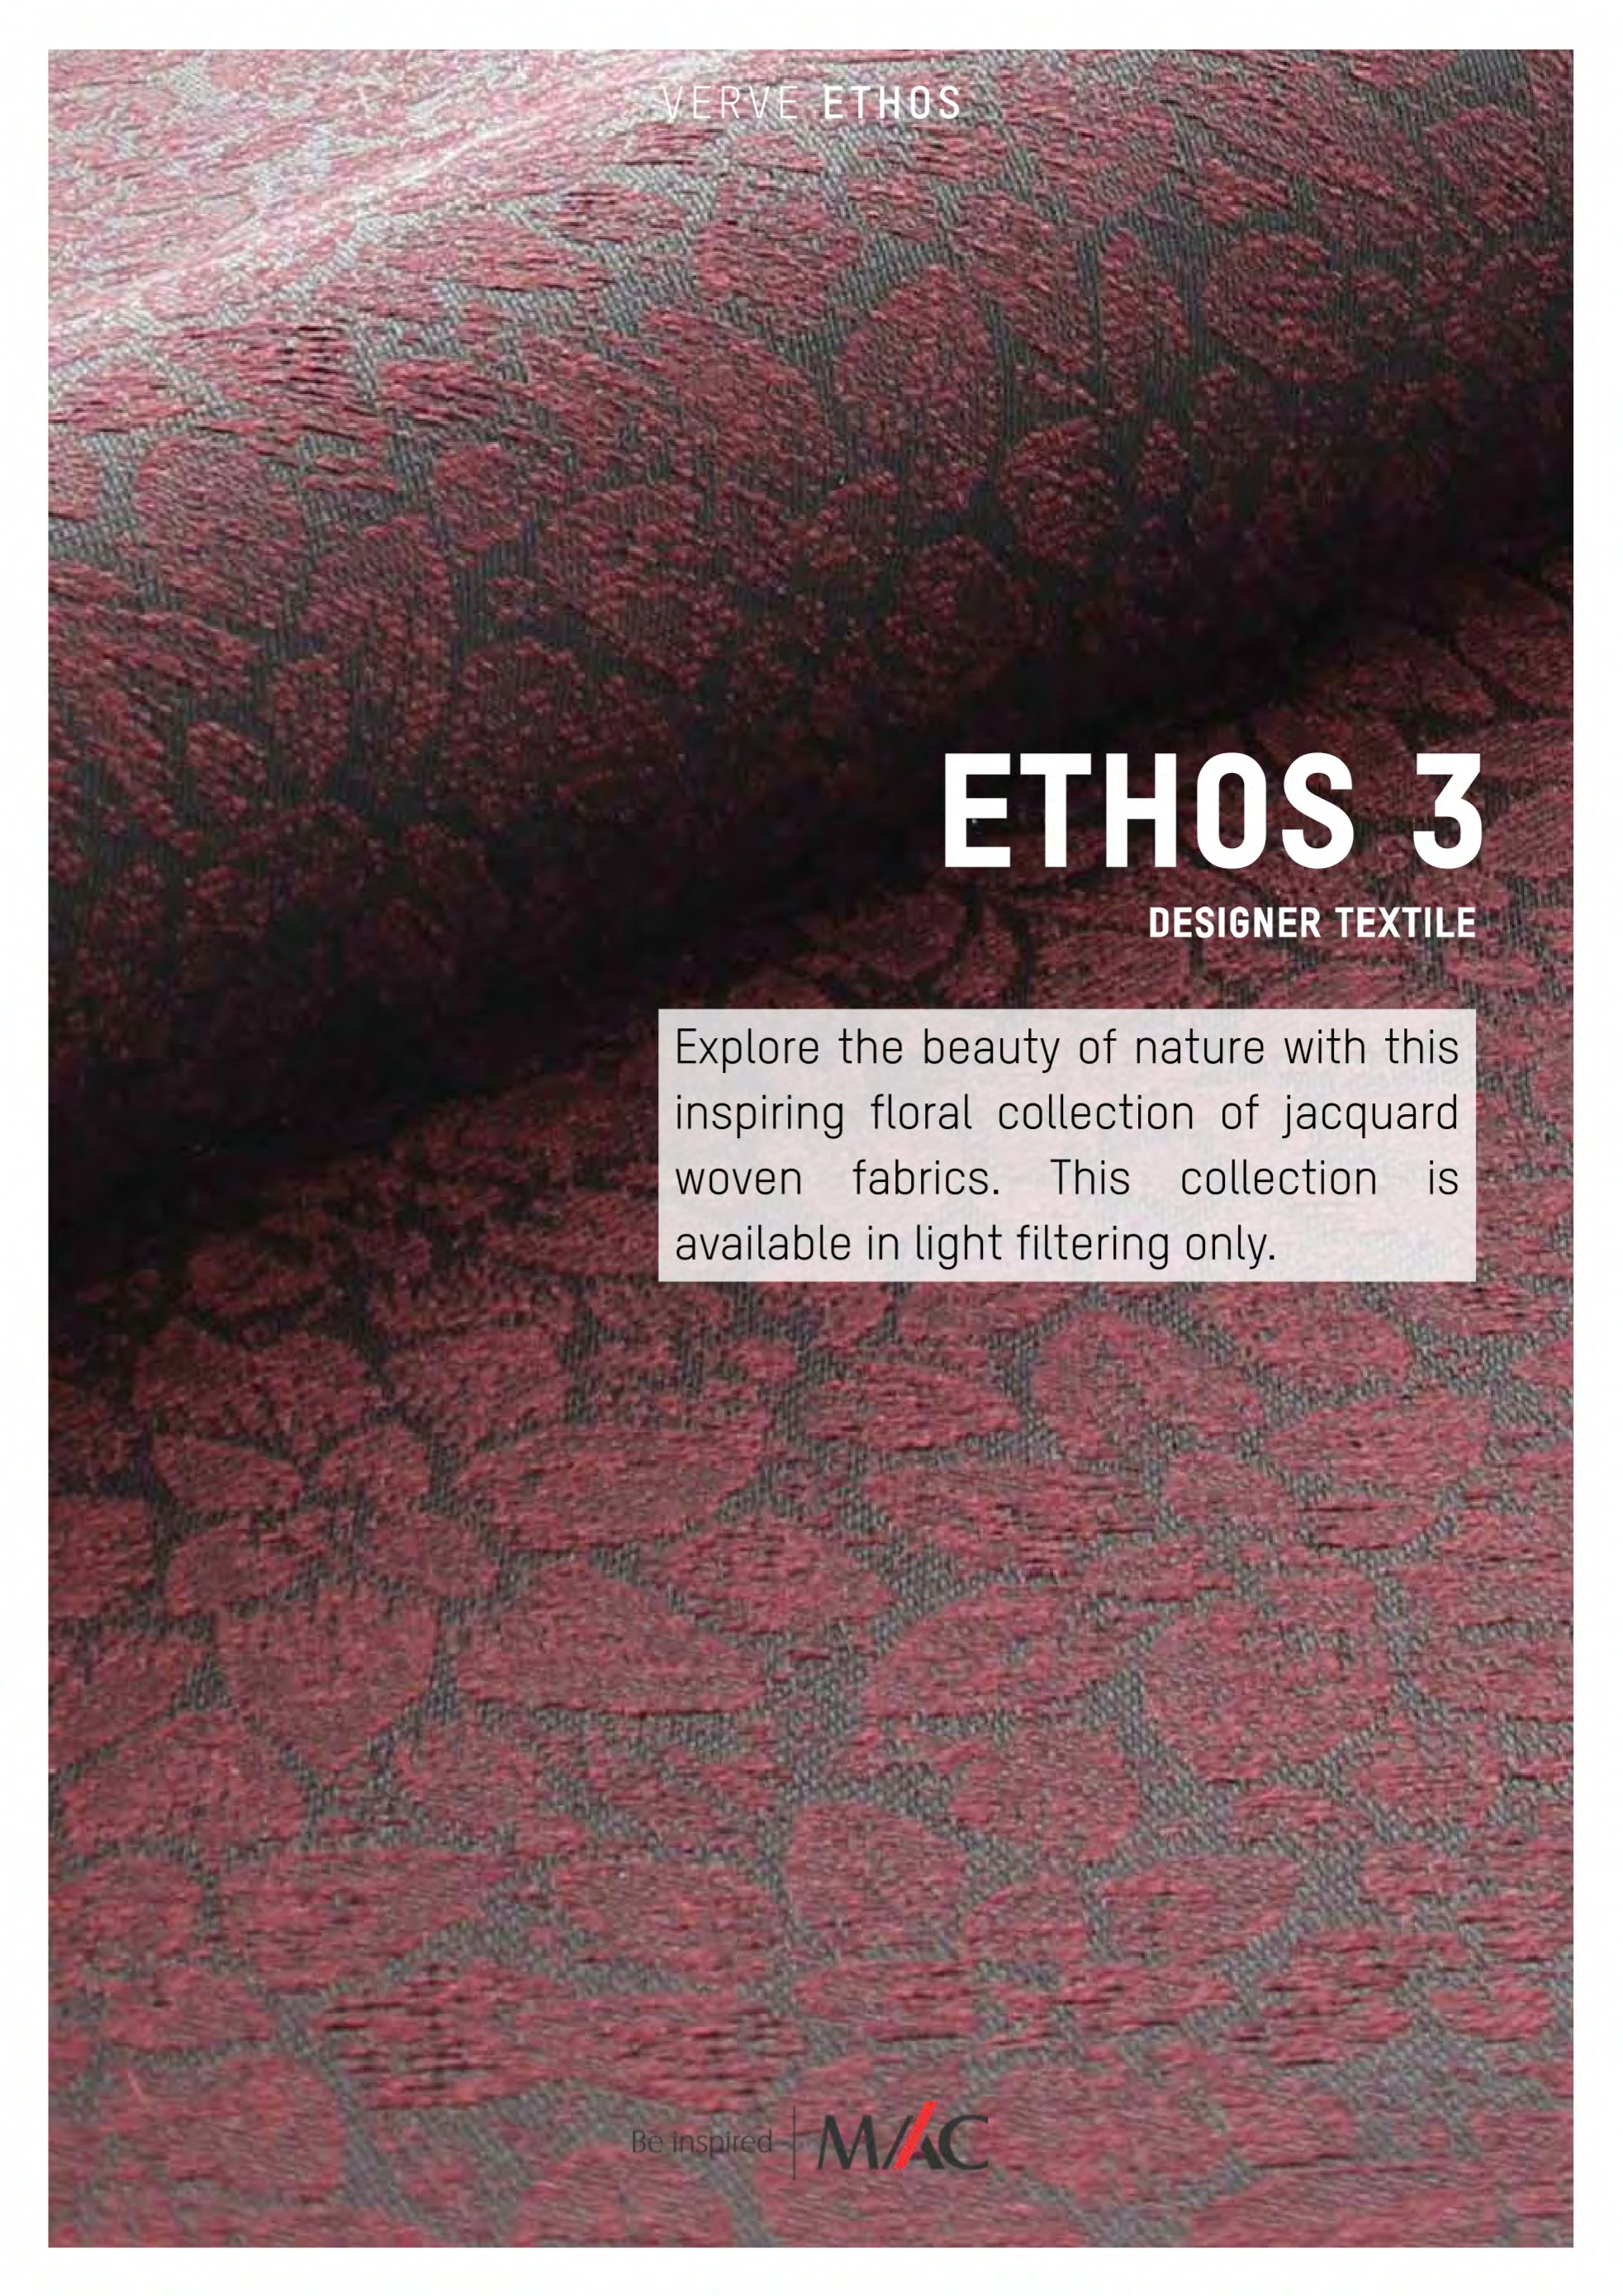 VERVE ETHOS
ETHOS 3
DESIGNER TEXTILE
Explore the beauty of nature with this
inspiring floral collection of jacquard
woven fabrics. This collection is
available in light filtering only.
Be inspired MAC